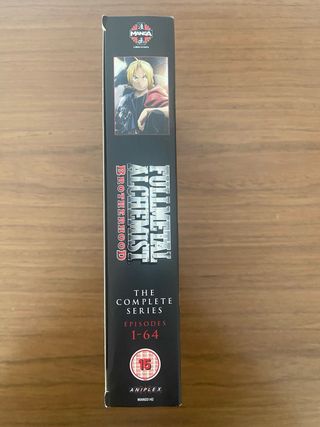 MANGA
FULLMETAL
ALCHEMIST
BROTHERHOOD
THE
COMPLETE
SERIES
EPISODES
1-64
15
ANIPLEX